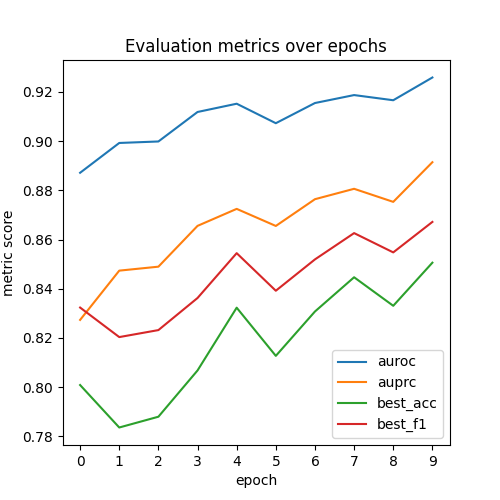 Evaluation metrics over epochs
metric score
0.92
0.90
0.88
0.86
0.84
0.82
0.80
0.78
auroc
auprc
best_acc
best_f1
0 1 2 3 4 5 6 7 8 9
epoch